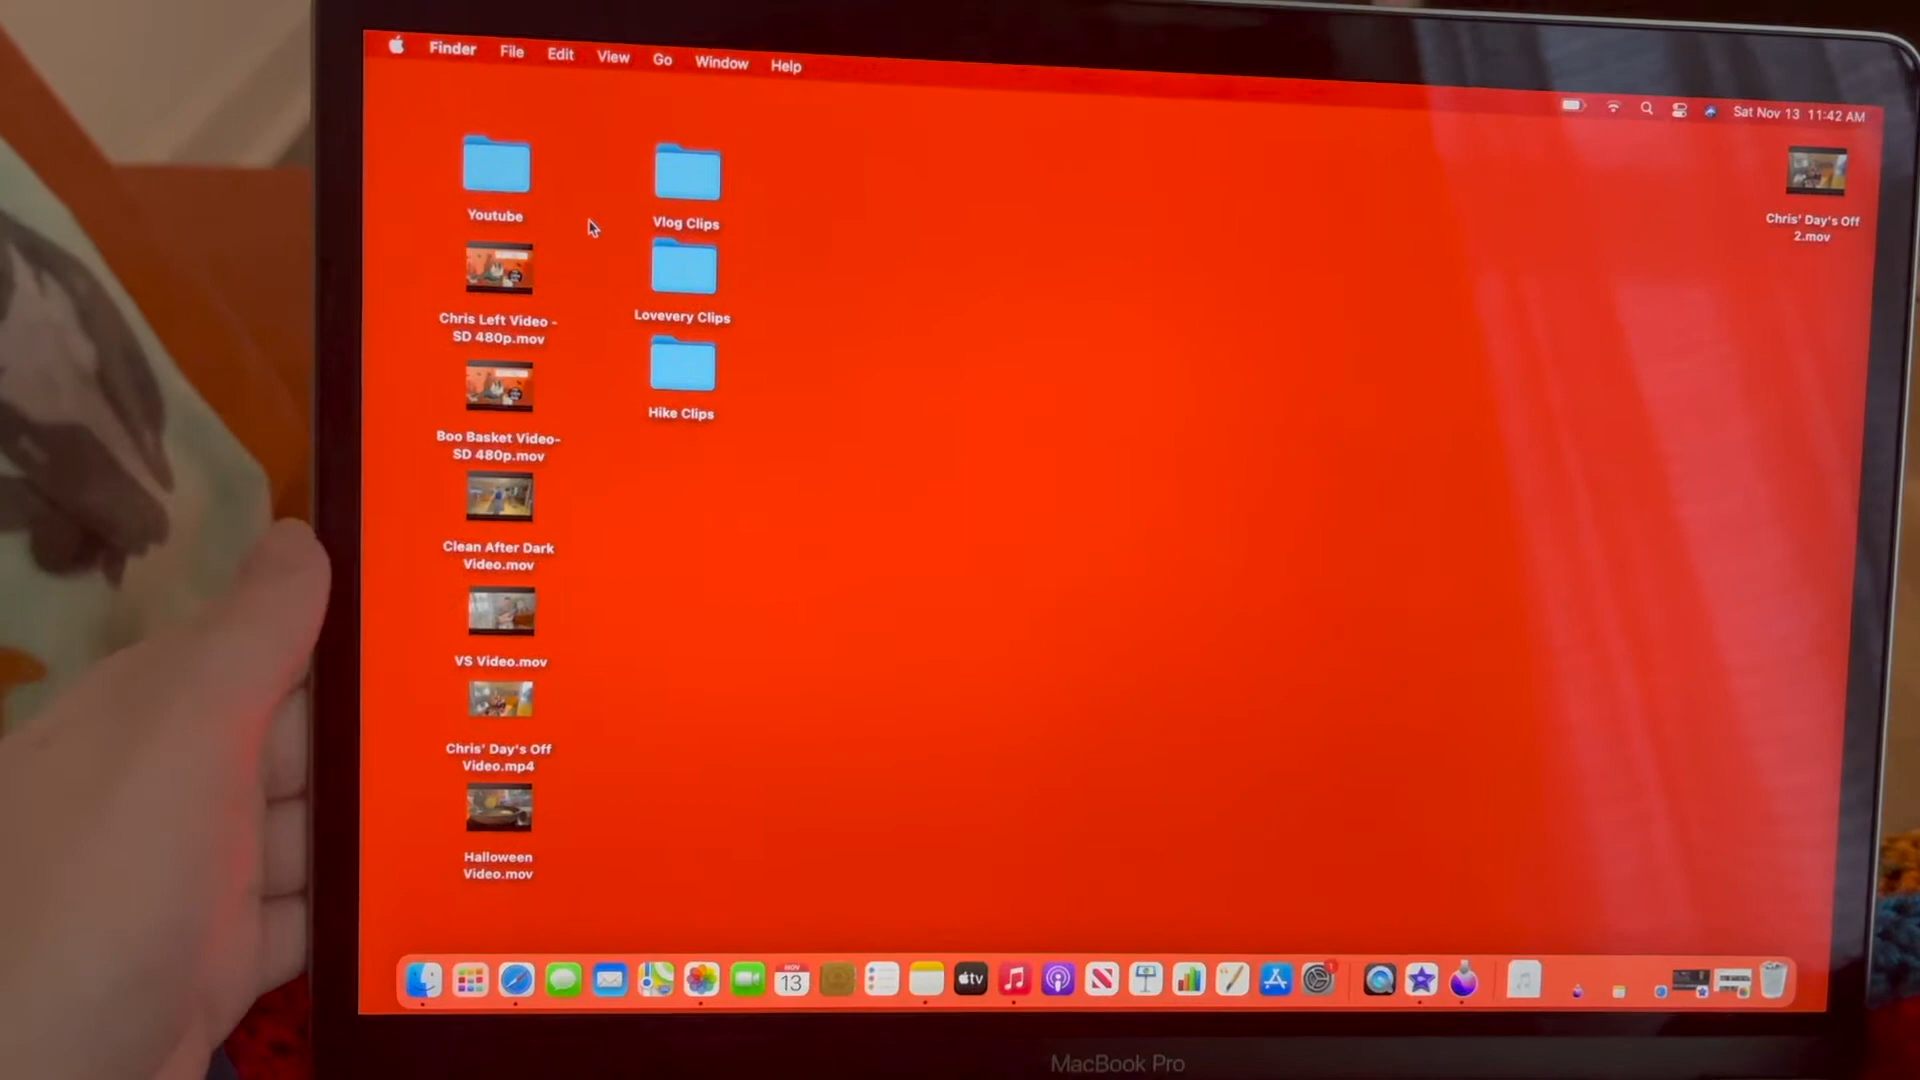 Finder File Edit View Go Window Help
Sat Nov 13 11:42 AM
Youtube
Vlog Clips
Chris' Day's Off
2.mov
Chris Left Video -
SD 480p.mov
Lovevery Clips
Boo Basket Video-
SD 480p.mov
Hike Clips
Clean After Dark
Video.mov
VS Video.mov
Chris' Day's Off
Video.mp4
Halloween
Video.mov
NOV
13
tv
1
MacBook Pro